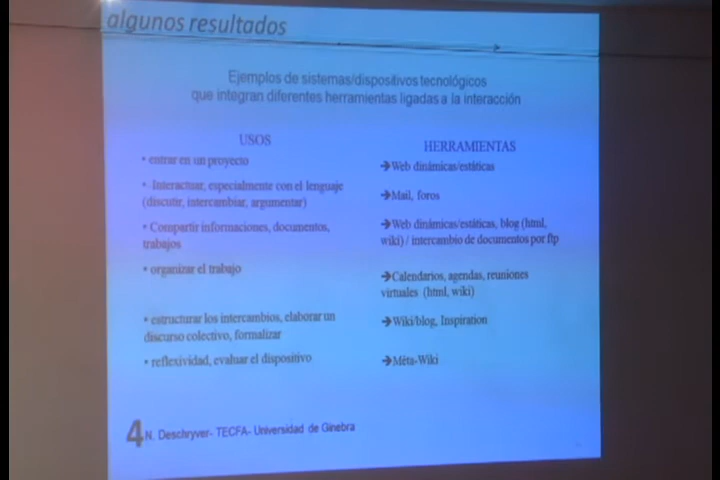 algunos resultados
Ejemplos de sistemas/dispositivos tecnológicos
que integran diferentes herramientas ligadas a la interacción
USOS
• entrar en un proyecto
• Interactuar, especialmente con el lenguaje
(discutir, intercambiar, argumentar)
• Compartir informaciones, documentos,
trabajos
• organizar el trabajo
• estructurar los intercambios, elaborar un
discurso colectivo, formalizar
• reflexividad, evaluar el dispositivo
HERRAMIENTAS
➔Web dinámicas/estáticas
➔Mail, foros
➔Web dinámicas/estáticas, blog (html,
wiki) / intercambio de documentos por ftp
➔Calendarios, agendas, reuniones
virtuales (html, wiki)
➔Wiki/blog, Inspiration
➔Méta-Wiki
4 N. Deschryver- TECFA- Universidad de Ginebra